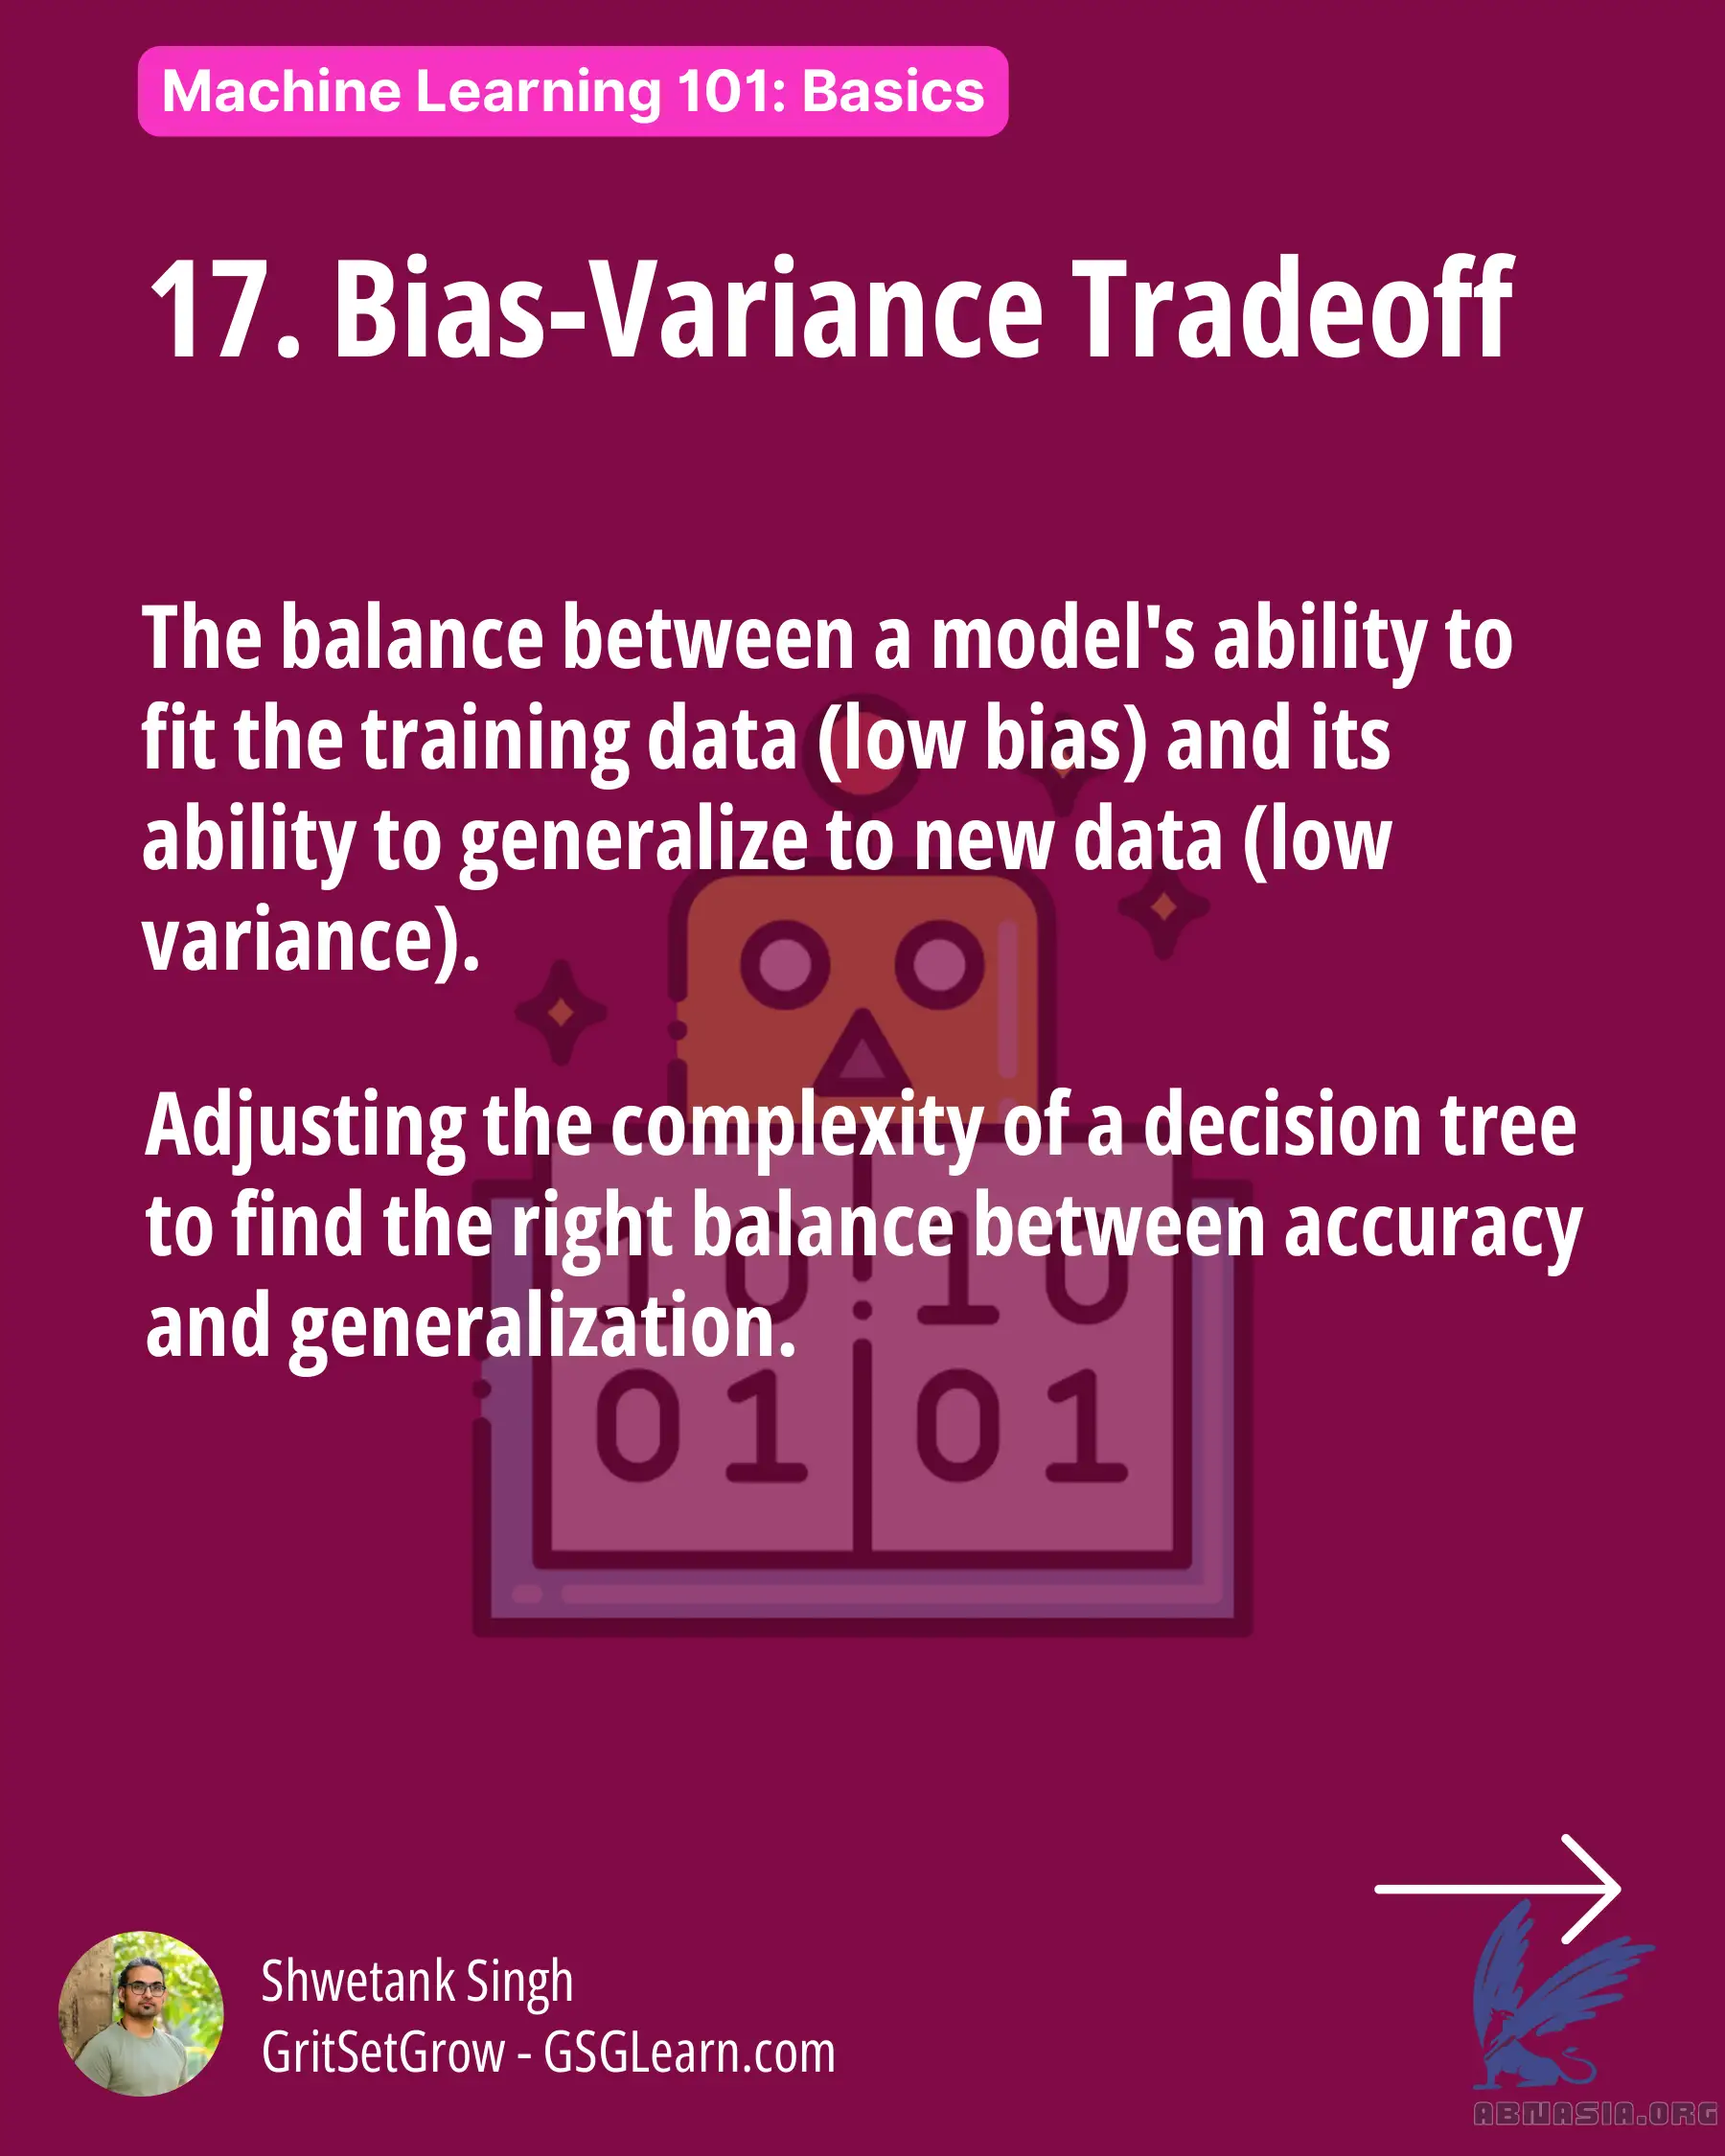 Machine Learning 101: Basics
17. Bias-Variance Tradeoff
The balance between a model's ability to
fit the training data (low bias) and its
ability to generalize to new data (low
variance).
Adjusting the complexity of a decision tree
to find the right balance between accuracy
and generalization.
10 10
01 01
Shwetank Singh
GritSetGrow - GSGLearn.com
ABNASIA.ORG